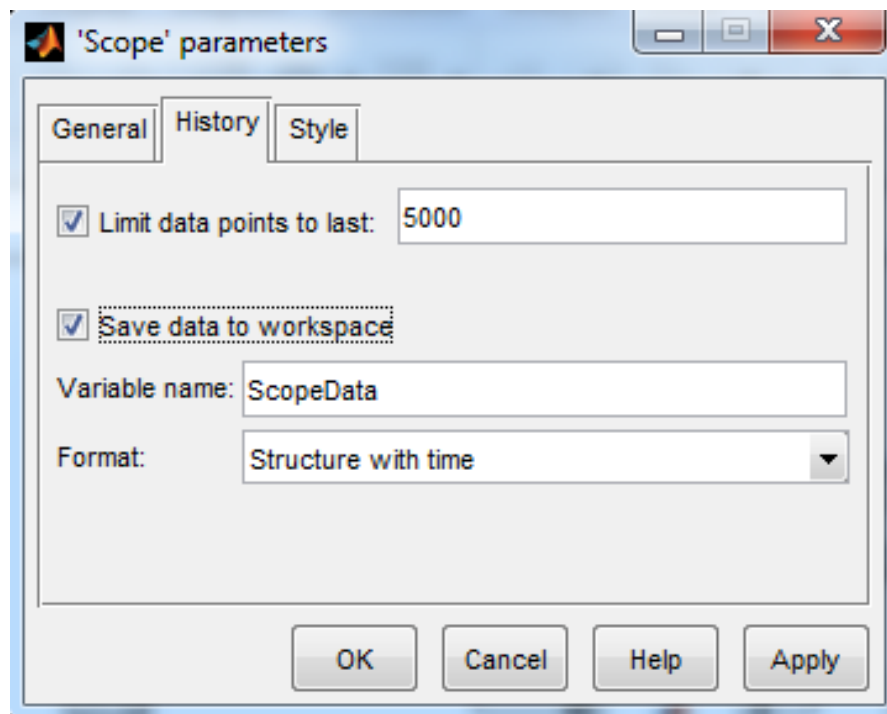 'Scope' parameters
General History Style
Limit data points to last: 5000
Save data to workspace
Variable name: ScopeData
Format: Structure with time
OK Cancel Help Apply